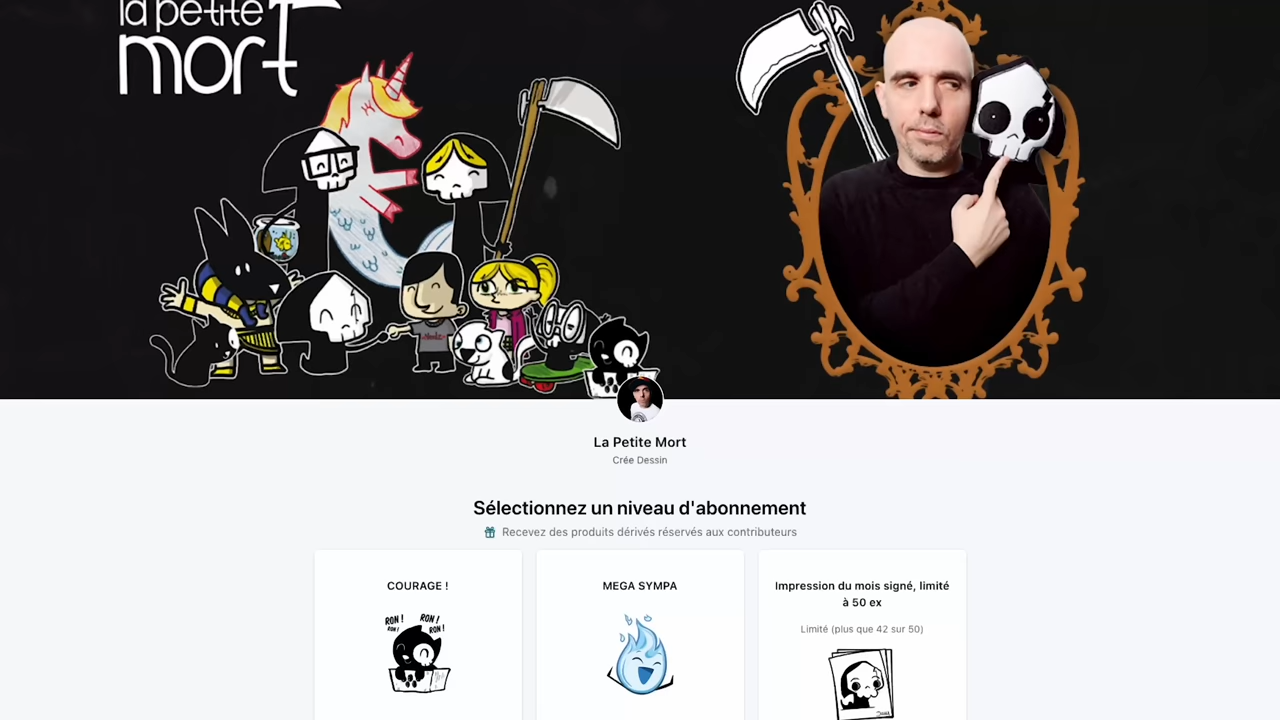 la petite
mort
La Petite Mort
Crée Dessin
Sélectionnez un niveau d'abonnement
Recevez des produits dérivés réservés aux contributeurs
COURAGE !
RON !
RON !
RON !
RON !
MEGA SYMPA
Impression du mois signé, limité
à 50 ex
Limité (plus que 42 sur 50)